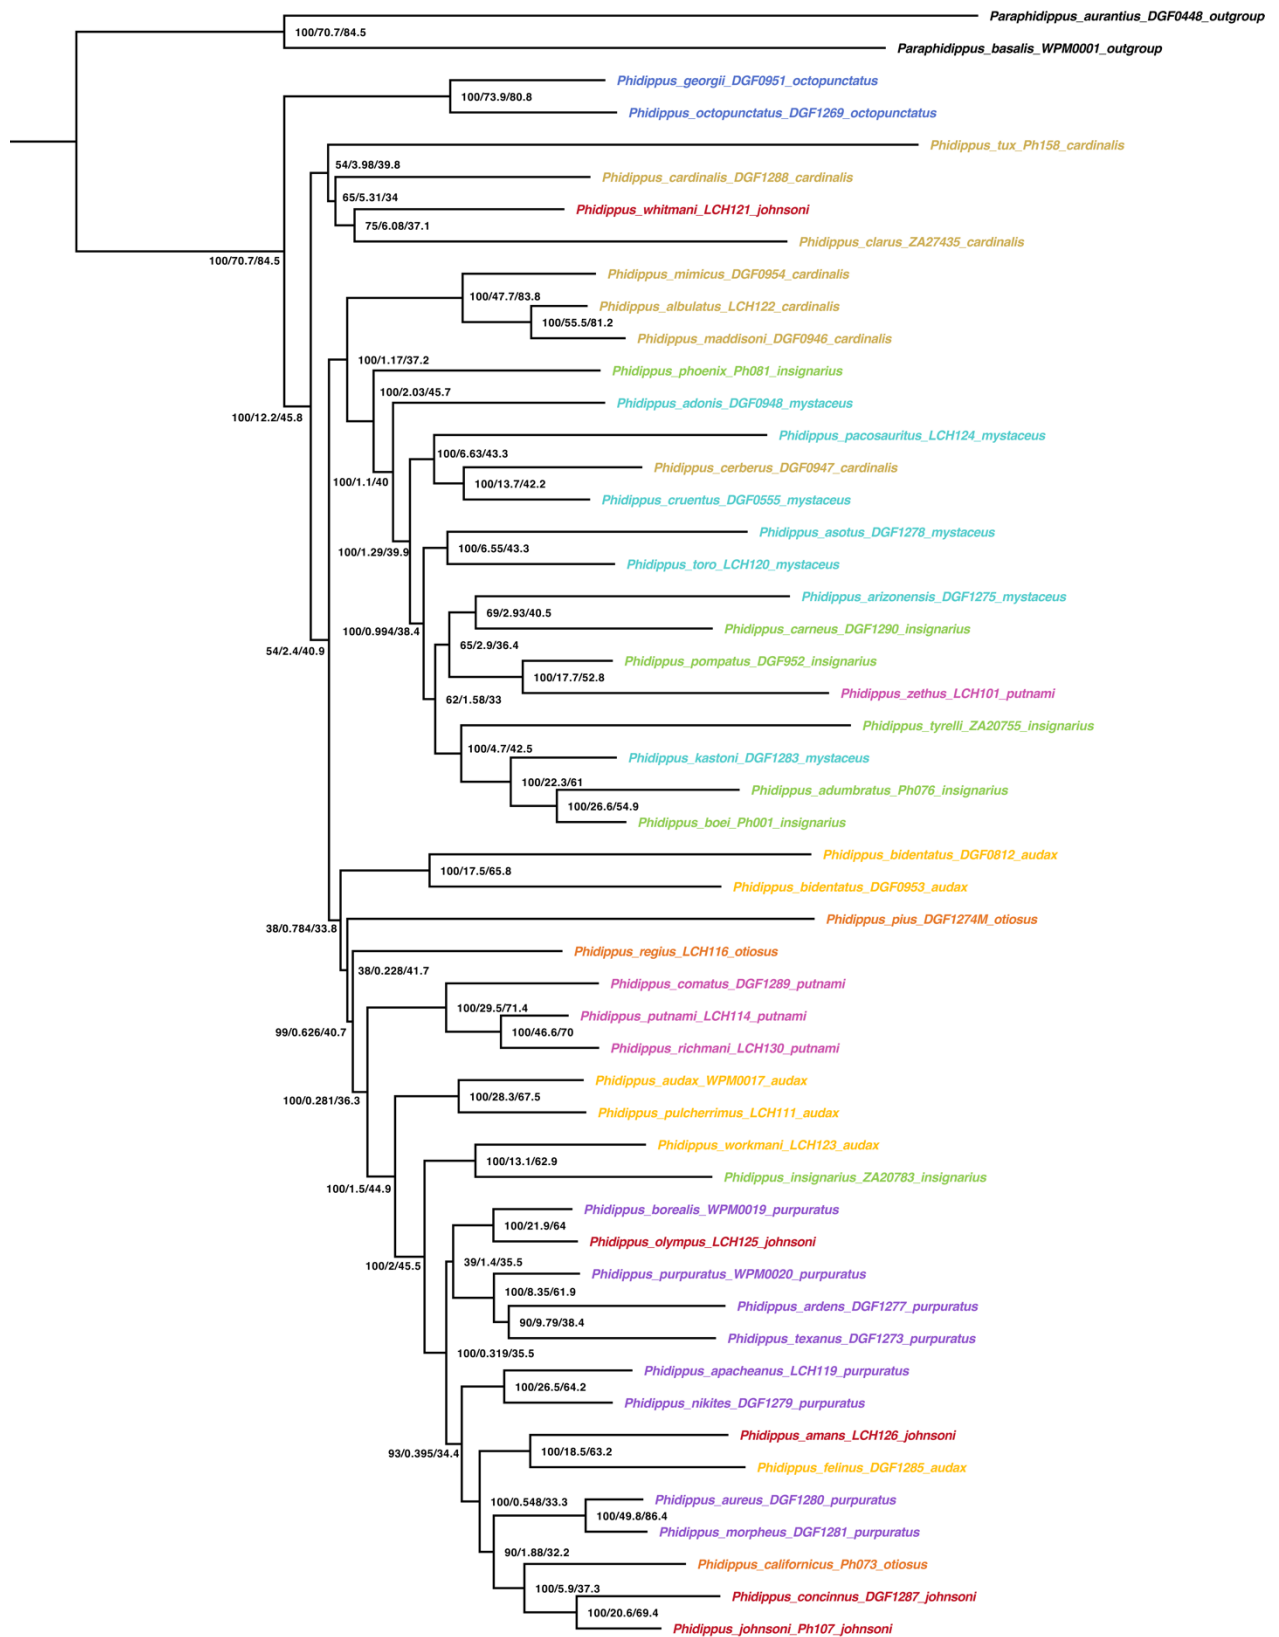 Paraphidippus_aurantius_DGF0448_outgroup
100/70.7/84.5
Paraphidippus_basalis_WPM0001_outgroup
Phidippus_georgii_DGF0951_octopunctatus
100/73.9/80.8
Phidippus_octopunctatus_DGF1269_octopunctatus
Phidippus_tux_Ph158_cardinalis
54/3.98/39.8
Phidippus_cardinalis_DGF1288_cardinalis
65/5.31/34
Phidippus_whitmani_LCH121_johnsoni
75/6.08/37.1
Phidippus_clarus_ZA27435_cardinalis
100/70.7/84.5
Phidippus_mimicus_DGF0954_cardinalis
100/47.7/83.8
Phidippus_albulatus_LCH122_cardinalis
100/55.5/81.2
Phidippus_maddisoni_DGF0946_cardinalis
100/1.17/37.2
Phidippus_phoenix_Ph081_insignarius
100/2.03/45.7
Phidippus_adonis_DGF0948_mystaceus
100/12.2/45.8
Phidippus_pacosauritus_LCH124_mystaceus
100/6.63/43.3
Phidippus_cerberus_DGF0947_cardinalis
100/1.1/40
100/13.7/42.2
Phidippus_cruentus_DGF0555_mystaceus
Phidippus_asotus_DGF1278_mystaceus
100/1.29/39.9
100/6.55/43.3
Phidippus_toro_LCH120_mystaceus
Phidippus_arizonensis_DGF1275_mystaceus
69/2.93/40.5
Phidippus_carneus_DGF1290_insignarius
100/0.994/38.4
65/2.9/36.4
54/2.4/40.9
Phidippus_pompatus_DGF952_insignarius
100/17.7/52.8
Phidippus_zethus_LCH101_putnami
62/1.58/33
Phidippus_tyrelli_ZA20755_insignarius
100/4.7/42.5
Phidippus_kastoni_DGF1283_mystaceus
100/22.3/61
Phidippus_adumbratus_Ph076_insignarius
100/26.6/54.9
Phidippus_boei_Ph001_insignarius
Phidippus_bidentatus_DGF0812_audax
100/17.5/65.8
Phidippus_bidentatus_DGF0953_audax
Phidippus_pius_DGF1274M_otiosus
38/0.784/33.8
Phidippus_regius_LCH116_otiosus
38/0.228/41.7
Phidippus_comatus_DGF1289_putnami
100/29.5/71.4
Phidippus_putnami_LCH114_putnami
99/0.626/40.7
100/46.6/70
Phidippus_richmani_LCH130_putnami
Phidippus_audax_WPM0017_audax
100/28.3/67.5
100/0.281/36.3
Phidippus_pulcherrimus_LCH111_audax
Phidippus_workmani_LCH123_audax
100/13.1/62.9
Phidippus_insignarius_ZA20783_insignarius
100/1.5/44.9
Phidippus_borealis_WPM0019_purpuratus
100/21.9/64
Phidippus_olympus_LCH125_johnsoni
39/1.4/35.5
100/2/45.5
Phidippus_purpuratus_WPM0020_purpuratus
100/8.35/61.9
Phidippus_ardens_DGF1277_purpuratus
90/9.79/38.4
Phidippus_texanus_DGF1273_purpuratus
100/0.319/35.5
Phidippus_apacheanus_LCH119_purpuratus
100/26.5/64.2
Phidippus_nikites_DGF1279_purpuratus
Phidippus_amans_LCH126_johnsoni
93/0.395/34.4
100/18.5/63.2
Phidippus_felinus_DGF1285_audax
100/0.548/33.3
Phidippus_aureus_DGF1280_purpuratus
100/49.8/86.4
Phidippus_morpheus_DGF1281_purpuratus
90/1.88/32.2
Phidippus_californicus_Ph073_otiosus
100/5.9/37.3
Phidippus_concinnus_DGF1287_johnsoni
100/20.6/69.4
Phidippus_johnsoni_Ph107_johnsoni